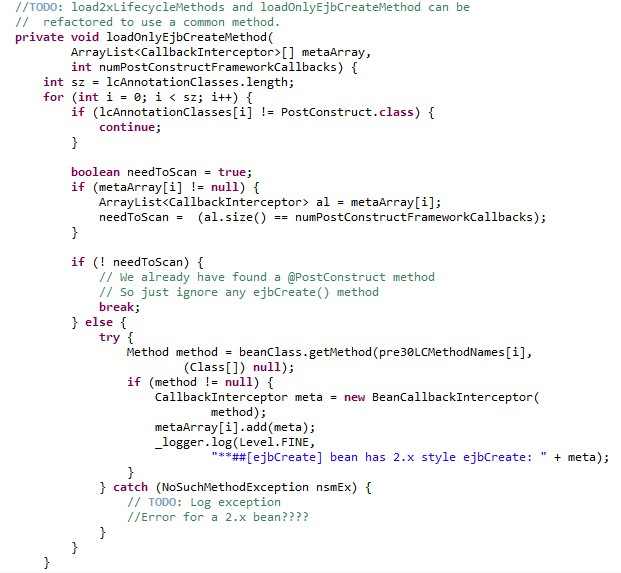 //TODO: load2xLifecycleMethods and loadOnlyEjbCreateMethod can be
//  refactored to use a common method.
private void loadOnlyEjbCreateMethod(
        ArrayList<CallbackInterceptor>[] metaArray,
        int numPostConstructFrameworkCallbacks) {
    int sz = lcAnnotationClasses.length;
    for (int i = 0; i < sz; i++) {
        if (lcAnnotationClasses[i] != PostConstruct.class) {
            continue;
        }

        boolean needToScan = true;
        if (metaArray[i] != null) {
            ArrayList<CallbackInterceptor> al = metaArray[i];
            needToScan =  (al.size() == numPostConstructFrameworkCallbacks);
        }

        if (! needToScan) {
            // We already have found a @PostConstruct method
            // So just ignore any ejbCreate() method
            break;
        } else {
            try {
                Method method = beanClass.getMethod(pre30LCMethodNames[i],
                        (Class[]) null);
                if (method != null) {
                    CallbackInterceptor meta = new BeanCallbackInterceptor(
                            method);
                    metaArray[i].add(meta);
                    _logger.log(Level.FINE,
                            "**##[ejbCreate] bean has 2.x style ejbCreate: " + meta);
                }
            } catch (NoSuchMethodException nsmEx) {
                // TODO: Log exception
                //Error for a 2.x bean????
            }
        }
    }